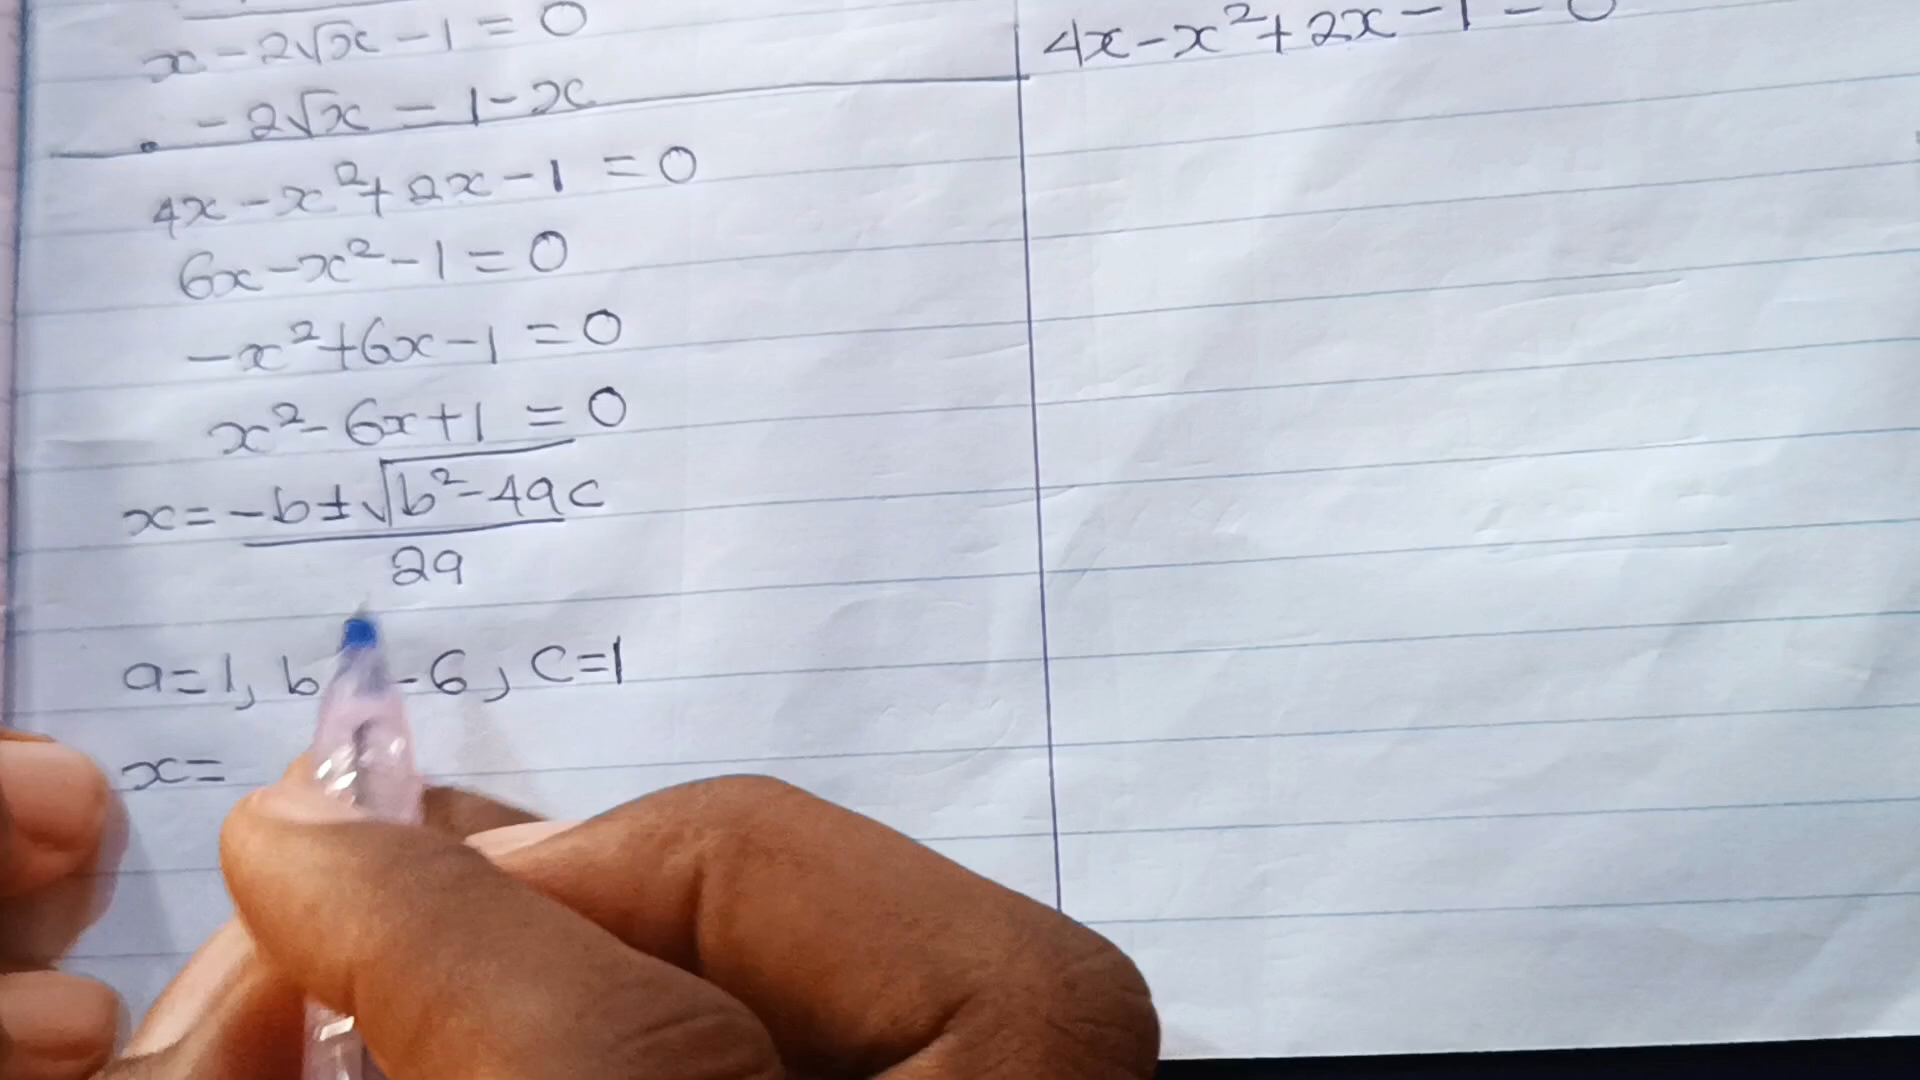 x - 2√x - 1 = 0
- 2√x = 1 - x
4x - x² + 2x - 1 = 0
6x - x² - 1 = 0
-x² + 6x - 1 = 0
x² - 6x + 1 = 0
x = -b ± √b² - 4ac
2a
a = 1, b -6, c = 1
x =
4x - x² + 2x - 1 = 0